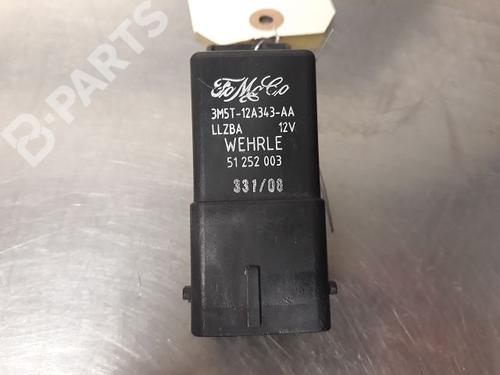 B-PARTS
FoMoCo
3M5T-12A343-AA
LLZBA 12V
WEHRLE
51 252 003
331/08